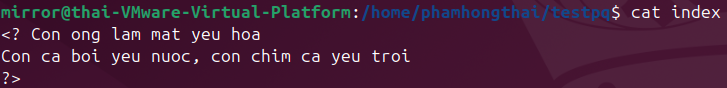 mirror@thai-VMware-Virtual-Platform:/home/phamhongthai/testpq$ cat index
<? Con ong lam mat yeu hoa
Con ca boi yeu nuoc, con chim ca yeu troi
?>